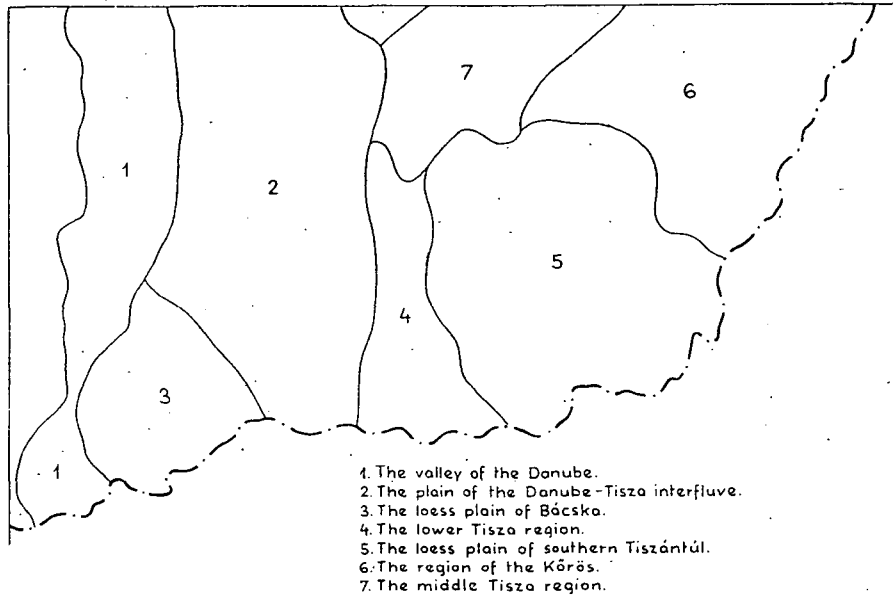 7
6
1
2
5
4
3
1
1. The valley of the Danube.
2. The plain of the Danube-Tisza interfluve.
3. The loess plain of Bácska.
4. The lower Tisza region.
5. The loess plain of southern Tiszántúl.
6. The region of the Kőrös.
7. The middle Tisza region.